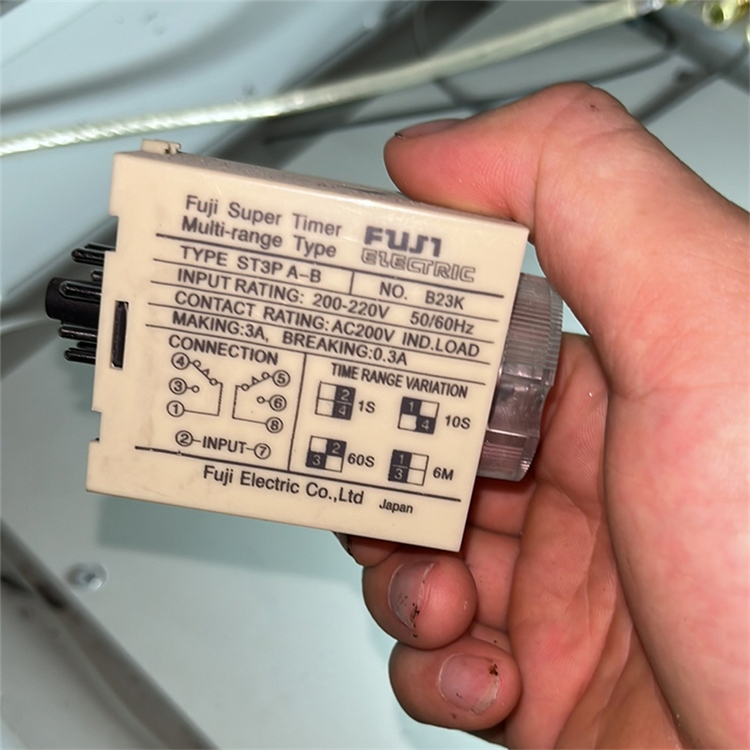 Fuji Super Timer
Multi-range Type
FUJI
ELECTRIC
TYPE ST3P A-B
NO. B23K
INPUT RATING: 200-220V 50/60Hz
CONTACT RATING: AC200V IND.LOAD
MAKING:3A, BREAKING:0.3A
CONNECTION
4 5
3 6
1 8
2-INPUT-7
TIME RANGE VARIATION
2 4 1S
1 4 10S
2 3 60S
1 3 6M
Fuji Electric Co.,Ltd Japan